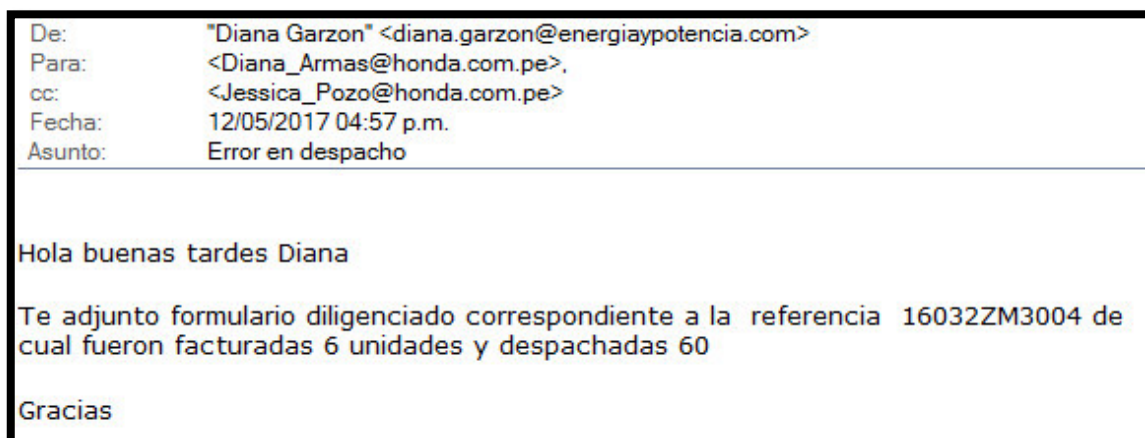 De: "Diana Garzon" <diana.garzon@energiaypotencia.com>
Para: <Diana_Armas@honda.com.pe>,
cc: <Jessica_Pozo@honda.com.pe>
Fecha: 12/05/2017 04:57 p.m.
Asunto: Error en despacho
Hola buenas tardes Diana
Te adjunto formulario diligenciado correspondiente a la referencia 16032ZM3004 de
cual fueron facturadas 6 unidades y despachadas 60
Gracias